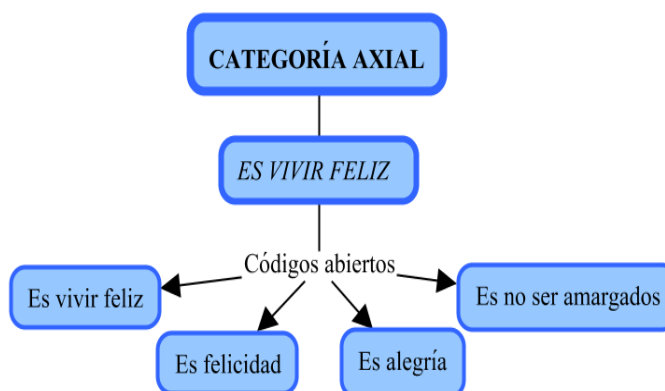 CATEGORÍA AXIAL
ES VIVIR FELIZ
Códigos abiertos
Es vivir feliz
Es no ser amargados
Es felicidad
Es alegría